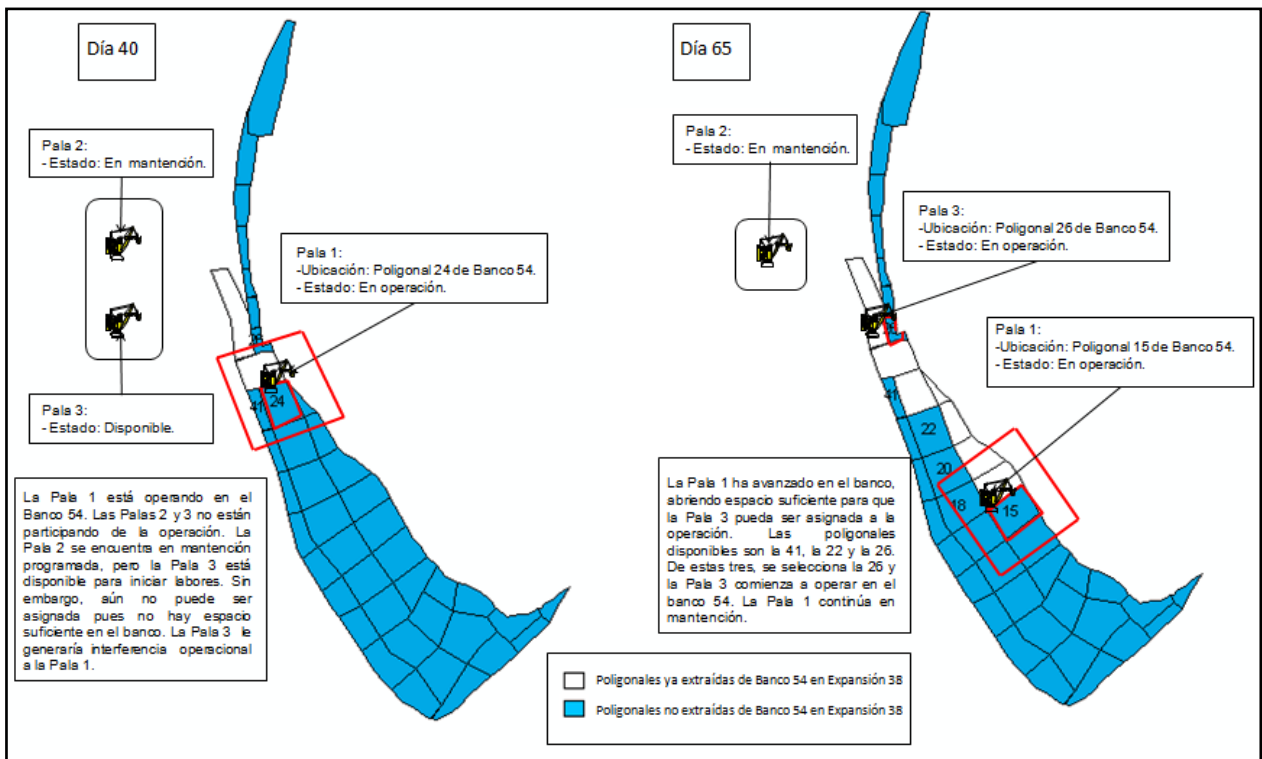 Día 40
Pala 2:
- Estado: En mantención.
Pala 1:
-Ubicación: Poligonal 24 de Banco 54.
- Estado: En operación.
Pala 3:
- Estado: Disponible.
41
24
La Pala 1 está operando en el
Banco 54. Las Palas 2 y 3 no están
participando de la operación. La
Pala 2 se encuentra en mantención
programada, pero la Pala 3 está
disponible para iniciar labores. Sin
embargo, aún no puede ser
asignada pues no hay espacio
suficiente en el banco. La Pala 3 le
generaría interferencia operacional
a la Pala 1.
Día 65
Pala 2:
- Estado: En mantención.
Pala 3:
-Ubicación: Poligonal 26 de Banco 54.
- Estado: En operación.
Pala 1:
-Ubicación: Poligonal 15 de Banco 54.
- Estado: En operación.
41
22
20
18
15
La Pala 1 ha avanzado en el banco,
abriendo espacio suficiente para que
la Pala 3 pueda ser asignada a la
operación. Las poligonales
disponibles son la 41, la 22 y la 26.
De estas tres, se selecciona la 26 y
la Pala 3 comienza a operar en el
banco 54. La Pala 1 continúa en
mantención.
Poligonales ya extraídas de Banco 54 en Expansión 38
Poligonales no extraídas de Banco 54 en Expansión 38